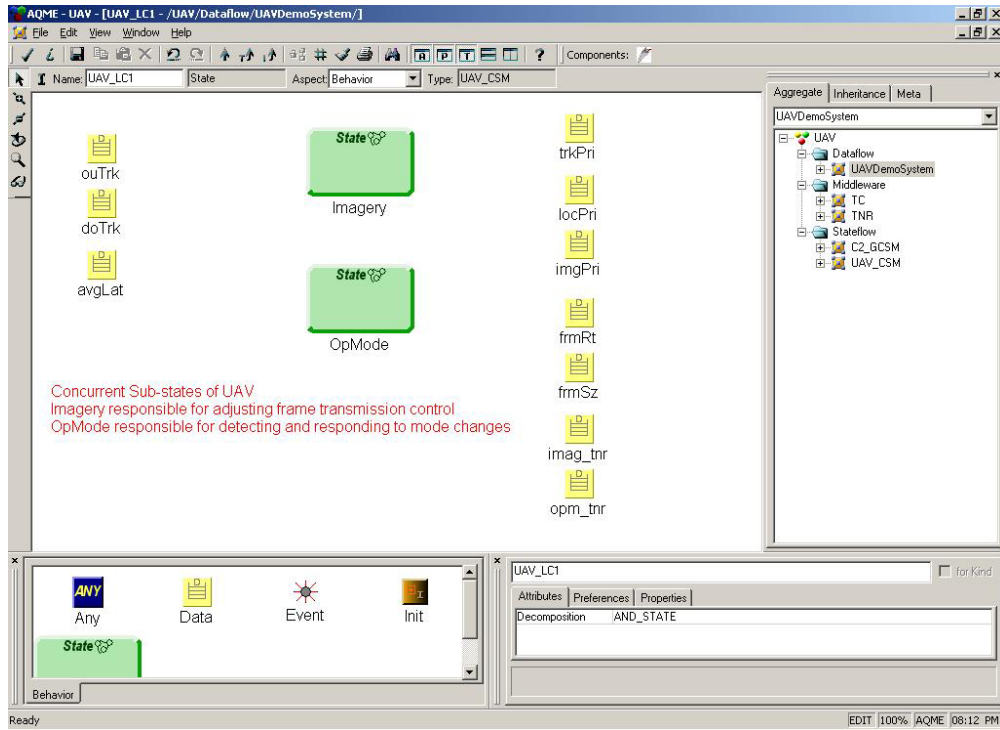 AQME - UAV - [UAV_LC1 - /UAV/Dataflow/UAVDemoSystem/]
File Edit View Window Help
Components:
Name: UAV_LC1 State Aspect: Behavior Type: UAV_CSM
ouTrk
doTrk
avgLat
State
Imagery
State
OpMode
trkPri
locPri
imgPri
frmRt
frmSz
imag_tnr
opm_tnr
Concurrent Sub-states of UAV
Imagery responsible for adjusting frame transmission control
OpMode responsible for detecting and responding to mode changes
Aggregate Inheritance Meta
UAVDemoSystem
UAV
Dataflow
UAVDemoSystem
Middleware
TC
TNR
Stateflow
C2_GCSM
UAV_CSM
ANY
Any
Data
Event
Init
State
Behavior
UAV_LC1 for Kind
Attributes Preferences Properties
Decomposition AND_STATE
Ready EDIT 100% AQME 08:12 PM